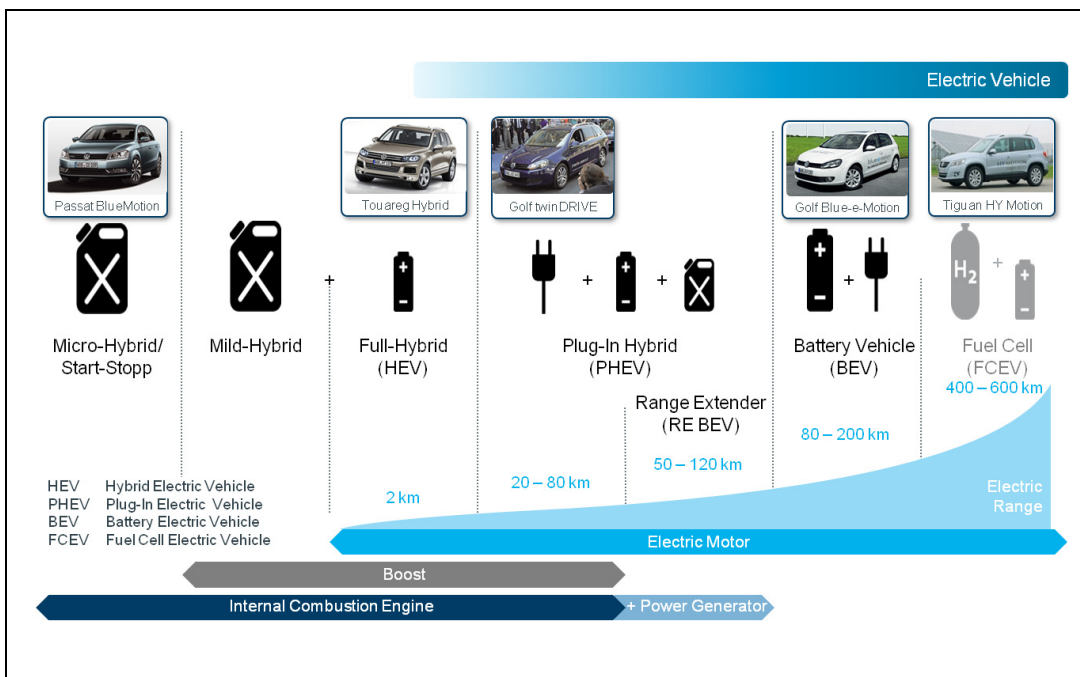 Electric Vehicle
Passat BlueMotion
Touareg Hybrid
Golf twinDRIVE
Golf Blue-e-Motion
Tiguan HY Motion
+
+
-
+
+
-
+
+
-
+
H2
+
+
-
Micro-Hybrid/
Start-Stopp
Mild-Hybrid
Full-Hybrid
(HEV)
Plug-In Hybrid
(PHEV)
Battery Vehicle
(BEV)
Fuel Cell
(FCEV)
Range Extender
(RE BEV)
2 km
20 – 80 km
50 – 120 km
80 – 200 km
400 – 600 km
HEV Hybrid Electric Vehicle
PHEV Plug-In Electric Vehicle
BEV Battery Electric Vehicle
FCEV Fuel Cell Electric Vehicle
Electric
Range
Electric Motor
Boost
Internal Combustion Engine
+ Power Generator